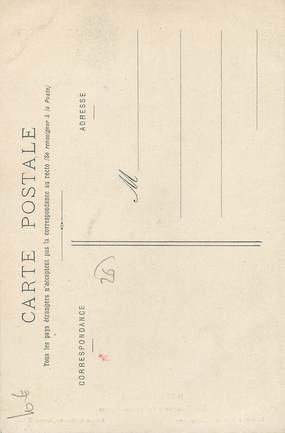 CARTE POSTALE
Tous les pays étrangers n'acceptent pas la correspondance au recto (Se renseigner à la Poste)
CORRESPONDANCE
ADRESSE
M
26)